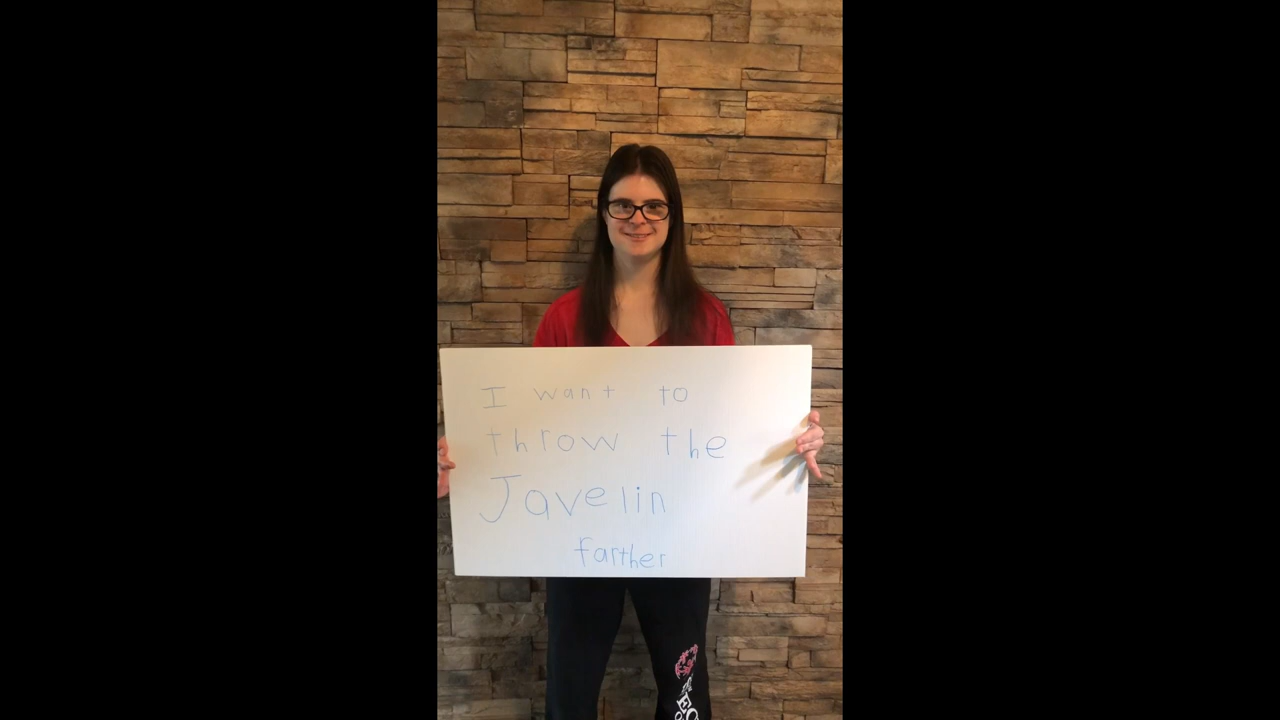 I want to
throw the
Javelin
farther